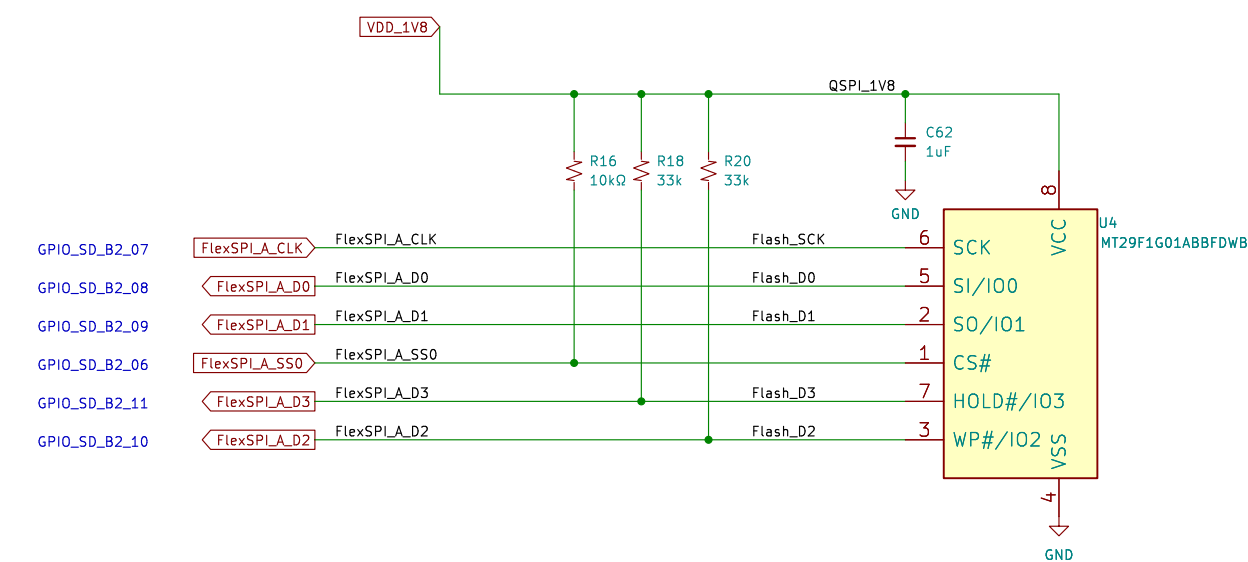 VDD_1V8
QSPI_1V8
C62
1uF
GND
R16
10kΩ
R18
33k
R20
33k
8
VCC
U4
MT29F1G01ABBFDWB
GPIO_SD_B2_07 FlexSPI_A_CLK FlexSPI_A_CLK Flash_SCK 6 SCK
GPIO_SD_B2_08 FlexSPI_A_D0 FlexSPI_A_D0 Flash_D0 5 SI/IO0
GPIO_SD_B2_09 FlexSPI_A_D1 FlexSPI_A_D1 Flash_D1 2 SO/IO1
GPIO_SD_B2_06 FlexSPI_A_SS0 FlexSPI_A_SS0 1 CS#
GPIO_SD_B2_11 FlexSPI_A_D3 FlexSPI_A_D3 Flash_D3 7 HOLD#/IO3
GPIO_SD_B2_10 FlexSPI_A_D2 FlexSPI_A_D2 Flash_D2 3 WP#/IO2
VSS
4
GND